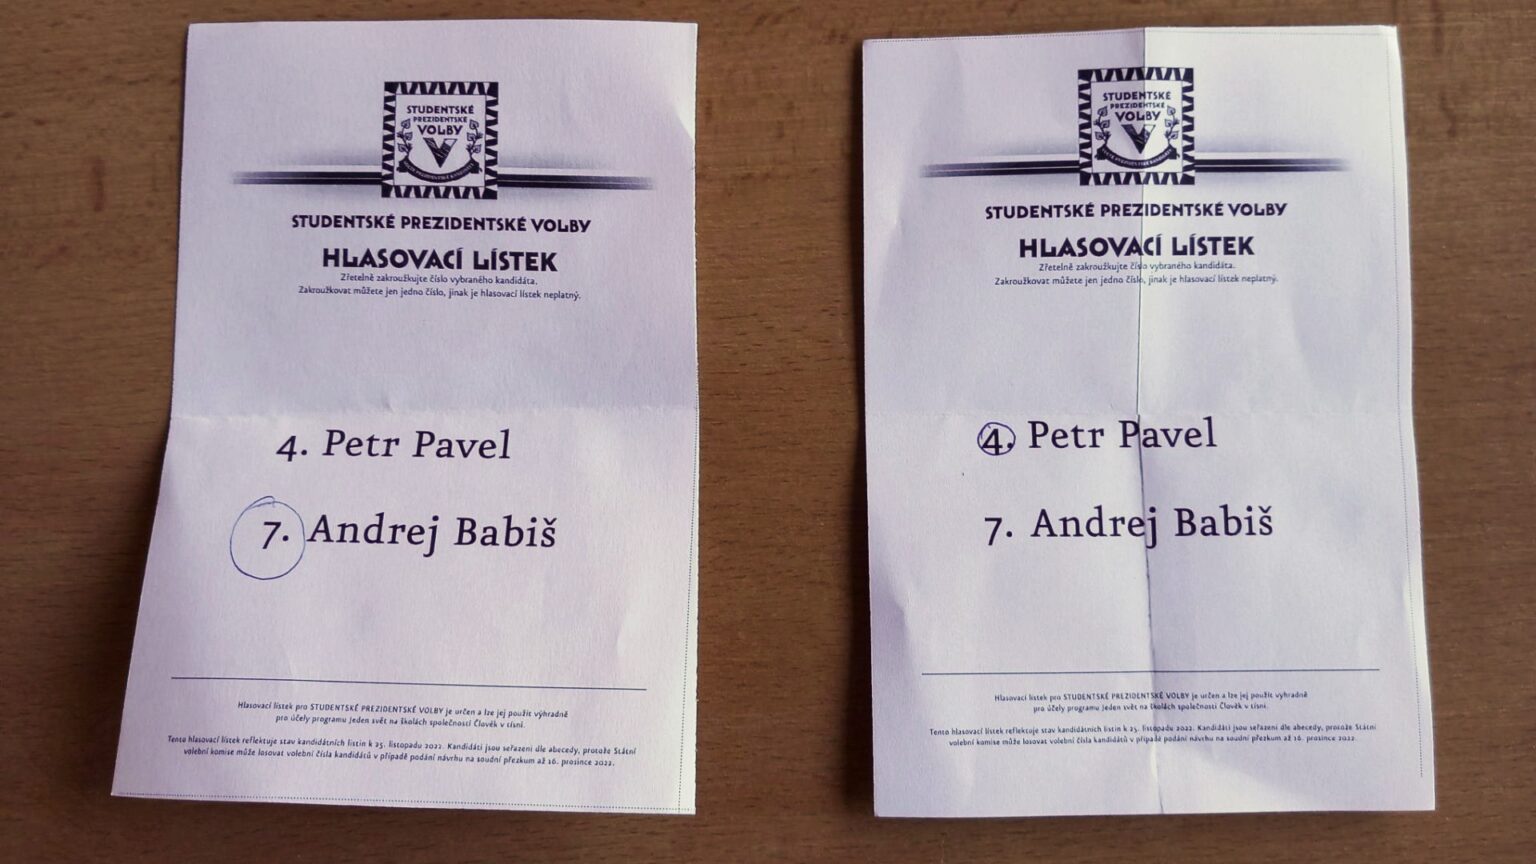 STUDENTSKÉ
PREZIDENTSKÉ
VOLBY
STUDENTSKÉ PREZIDENTSKÉ VOLBY
HLASOVACÍ LÍSTEK
Zřetelně zakroužkujte číslo vybraného kandidáta.
Zakroužkovat můžete jen jedno číslo, jinak je hlasovací lístek neplatný.
4. Petr Pavel
7. Andrej Babiš
Hlasovací lístek pro STUDENTSKÉ PREZIDENTSKÉ VOLBY je určen a lze jej použít výhradně
pro účely programu Jeden svět na školách společnosti Člověk v tísni.
Tento hlasovací lístek reflektuje stav kandidátních listin k 25. listopadu 2022. Kandidáti jsou seřazeni dle abecedy, protože Státní
volební komise může losovat volební čísla kandidátů v případě podání návrhu na soudní přezkum až 16. prosince 2022.
STUDENTSKÉ
PREZIDENTSKÉ
VOLBY
STUDENTSKÉ PREZIDENTSKÉ VOLBY
HLASOVACÍ LÍSTEK
Zřetelně zakroužkujte číslo vybraného kandidáta.
Zakroužkovat můžete jen jedno číslo, jinak je hlasovací lístek neplatný.
4. Petr Pavel
7. Andrej Babiš
Hlasovací lístek pro STUDENTSKÉ PREZIDENTSKÉ VOLBY je určen a lze jej použít výhradně
pro účely programu Jeden svět na školách společnosti Člověk v tísni.
Tento hlasovací lístek reflektuje stav kandidátních listin k 25. listopadu 2022. Kandidáti jsou seřazeni dle abecedy, protože Státní
volební komise může losovat volební čísla kandidátů v případě podání návrhu na soudní přezkum až 16. prosince 2022.